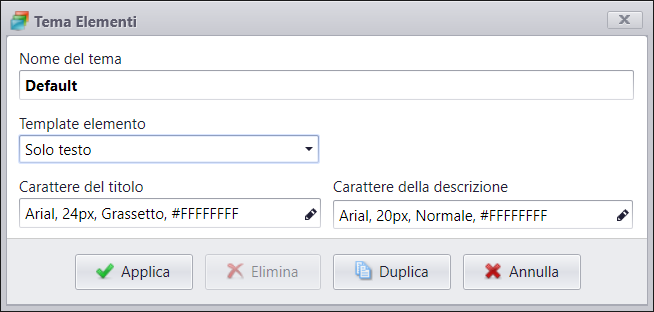 Tema Elementi
Nome del tema
Default
Template elemento
Solo testo
Carattere del titolo Carattere della descrizione
Arial, 24px, Grassetto, #FFFFFFFF Arial, 20px, Normale, #FFFFFFFF
Applica Elimina Duplica Annulla